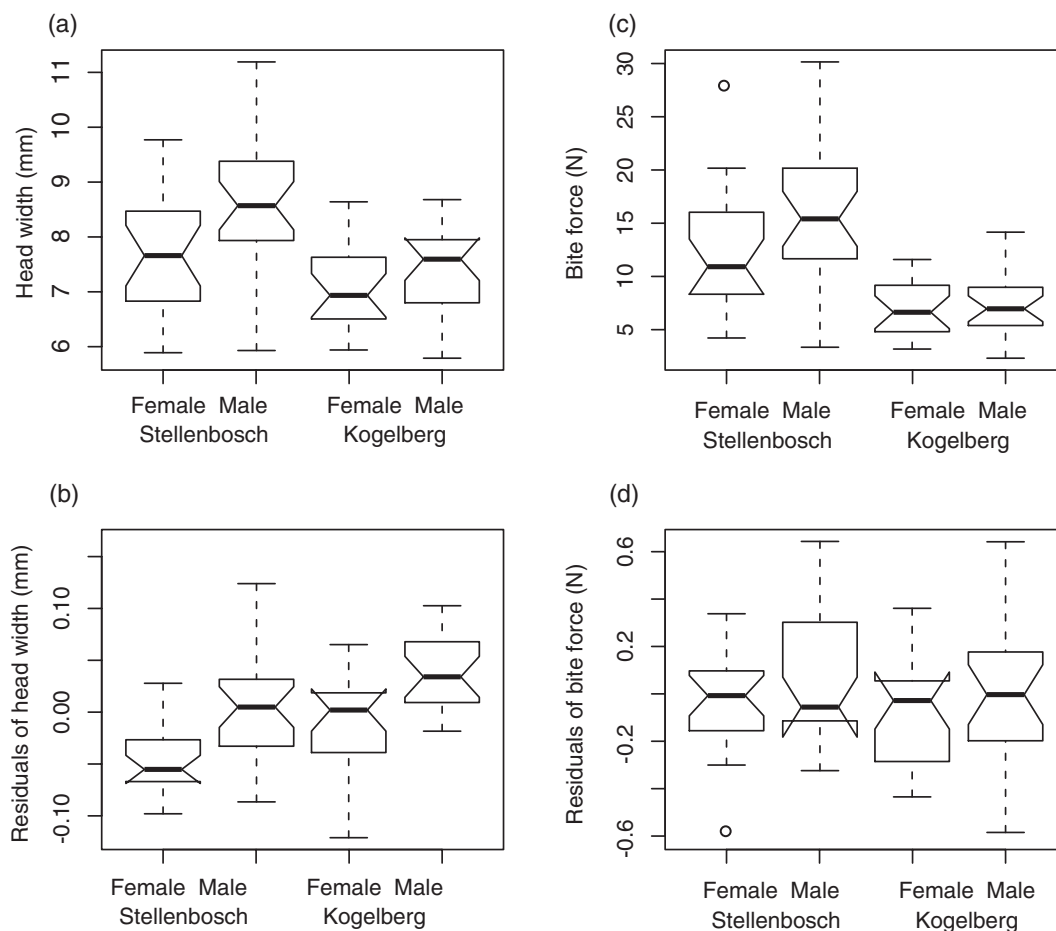 (a)
Head width (mm)
11
10
9
8
7
6
Female Male Female Male
Stellenbosch Kogelberg
(c)
Bite force (N)
30
25
20
15
10
5
Female Male Female Male
Stellenbosch Kogelberg
(b)
Residuals of head width (mm)
0.10
0.00
-0.10
Female Male Female Male
Stellenbosch Kogelberg
(d)
Residuals of bite force (N)
0.6
0.2
-0.2
-0.6
Female Male Female Male
Stellenbosch Kogelberg